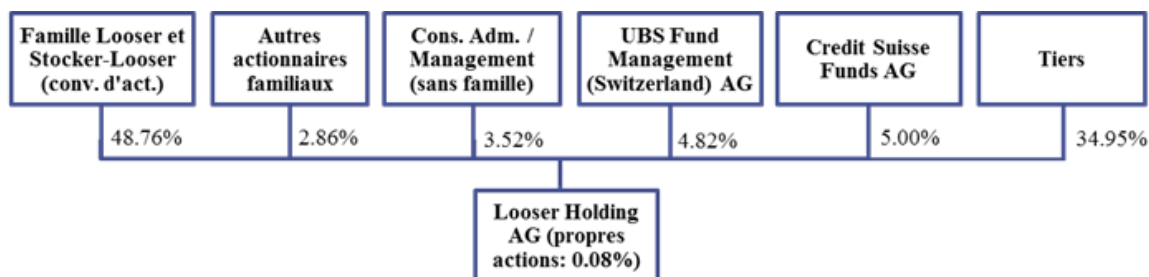 Famille Looser et
Stocker-Looser
(conv. d'act.)
Autres
actionnaires
familiaux
Cons. Adm. /
Management
(sans famille)
UBS Fund
Management
(Switzerland) AG
Credit Suisse
Funds AG
Tiers
48.76%
2.86%
3.52%
4.82%
5.00%
34.95%
Looser Holding
AG (propres
actions: 0.08%)